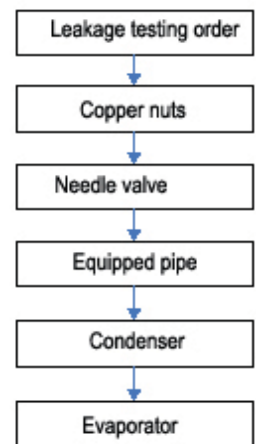 Leakage testing order
Copper nuts
Needle valve
Equipped pipe
Condenser
Evaporator